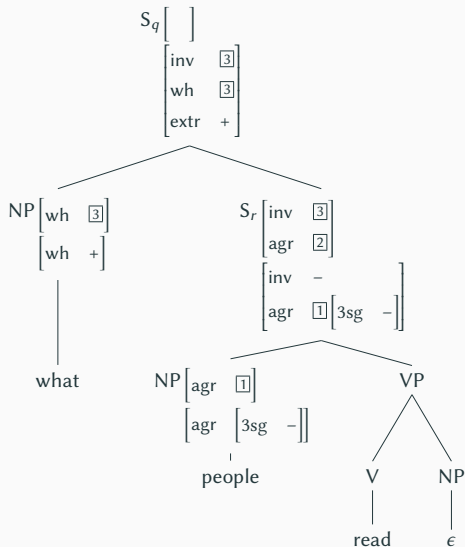 S_q [ ]
[inv 3
wh 3
extr +]
NP [wh 3] S_r [inv 3
[wh +] agr 2]
[inv –
agr 1 [3sg –]]
what NP [agr 1] VP
[agr [3sg –]]
people V NP
read ϵ